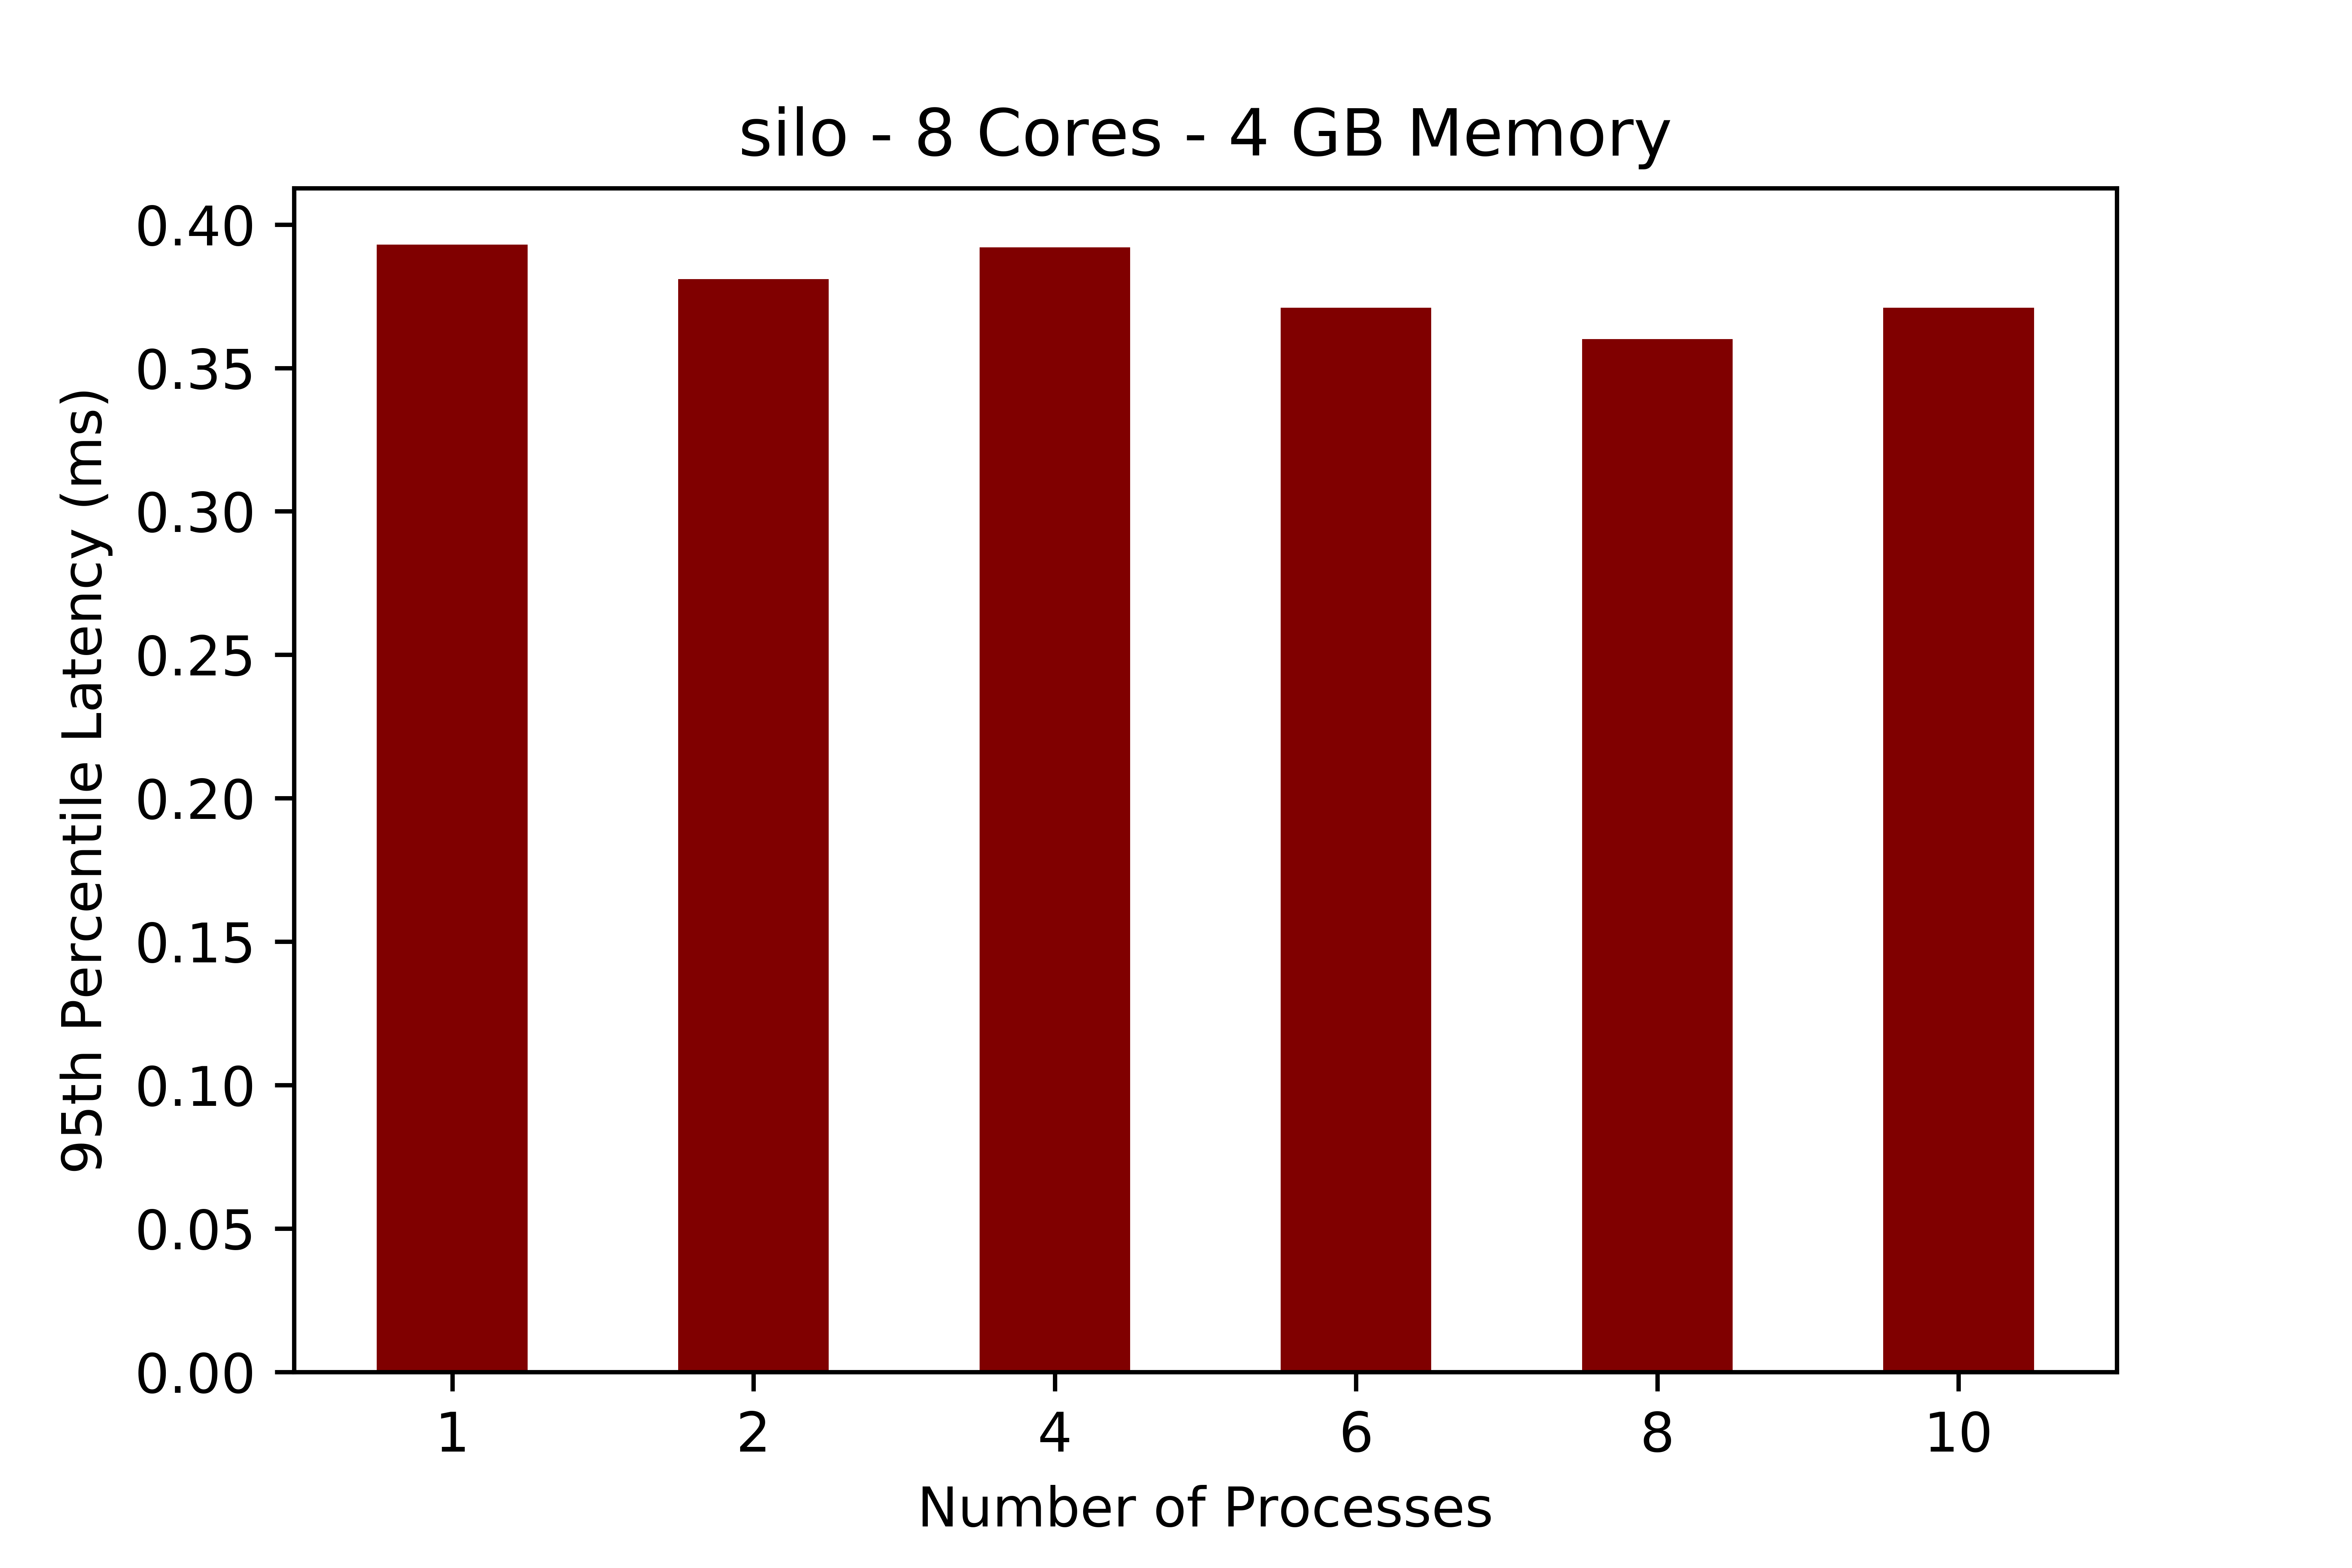 silo - 8 Cores - 4 GB Memory
95th Percentile Latency (ms)
0.40
0.35
0.30
0.25
0.20
0.15
0.10
0.05
0.00
1 2 4 6 8 10
Number of Processes